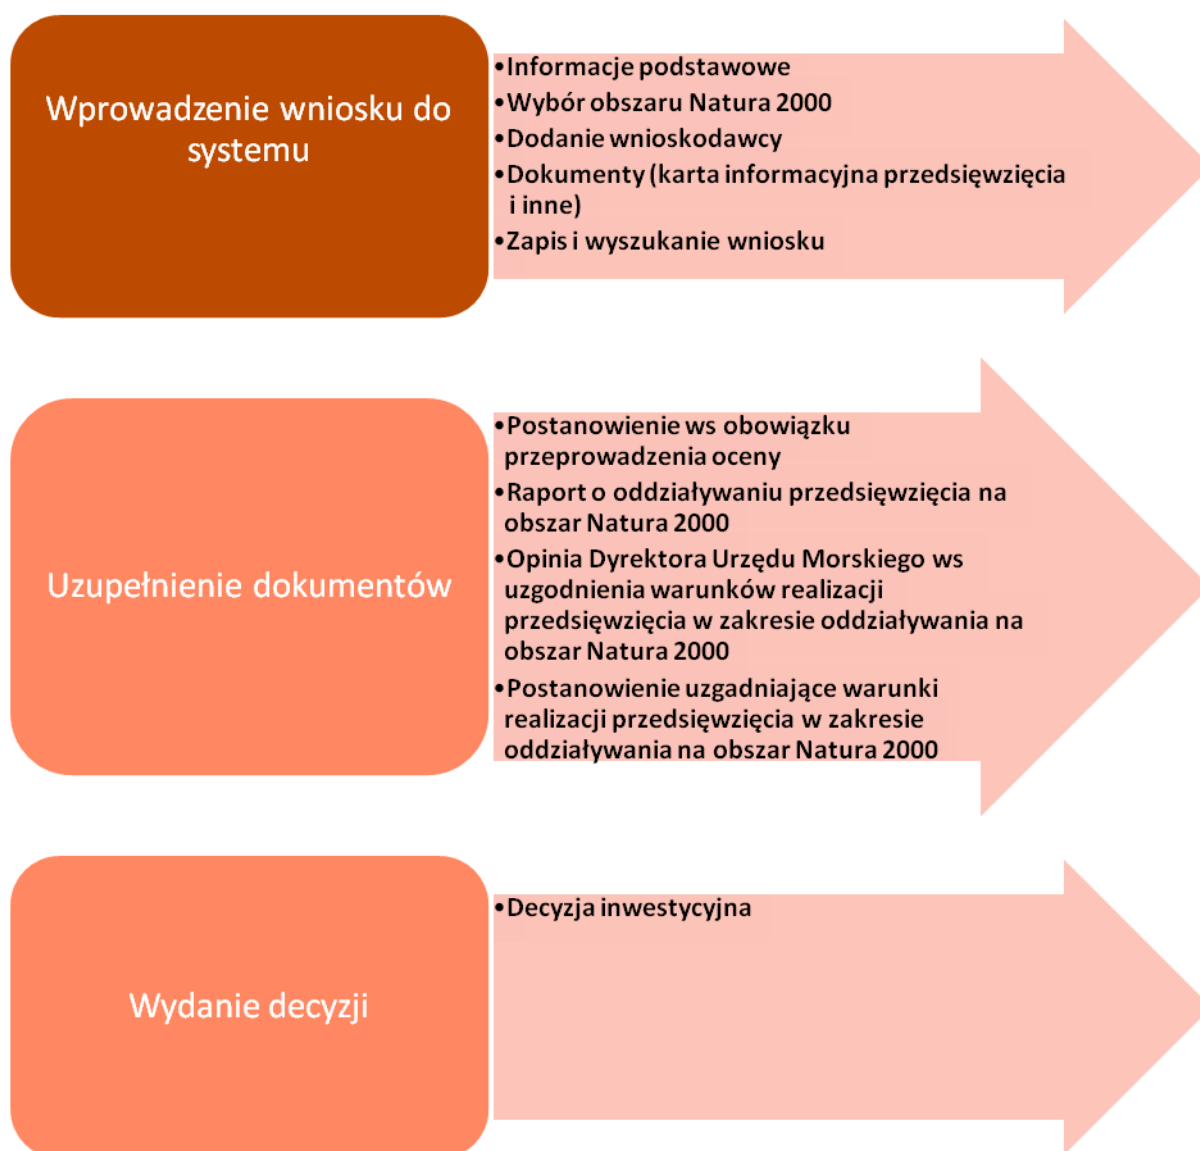 Wprowadzenie wniosku do
systemu
•Informacje podstawowe
•Wybór obszaru Natura 2000
•Dodanie wnioskodawcy
•Dokumenty (karta informacyjna przedsięwzięcia
i inne)
•Zapis i wyszukanie wniosku
Uzupełnienie dokumentów
•Postanowienie ws obowiązku
przeprowadzenia oceny
•Raport o oddziaływaniu przedsięwzięcia na
obszar Natura 2000
•Opinia Dyrektora Urzędu Morskiego ws
uzgodnienia warunków realizacji
przedsięwzięcia w zakresie oddziaływania na
obszar Natura 2000
•Postanowienie uzgadniające warunki
realizacji przedsięwzięcia w zakresie
oddziaływania na obszar Natura 2000
Wydanie decyzji
•Decyzja inwestycyjna